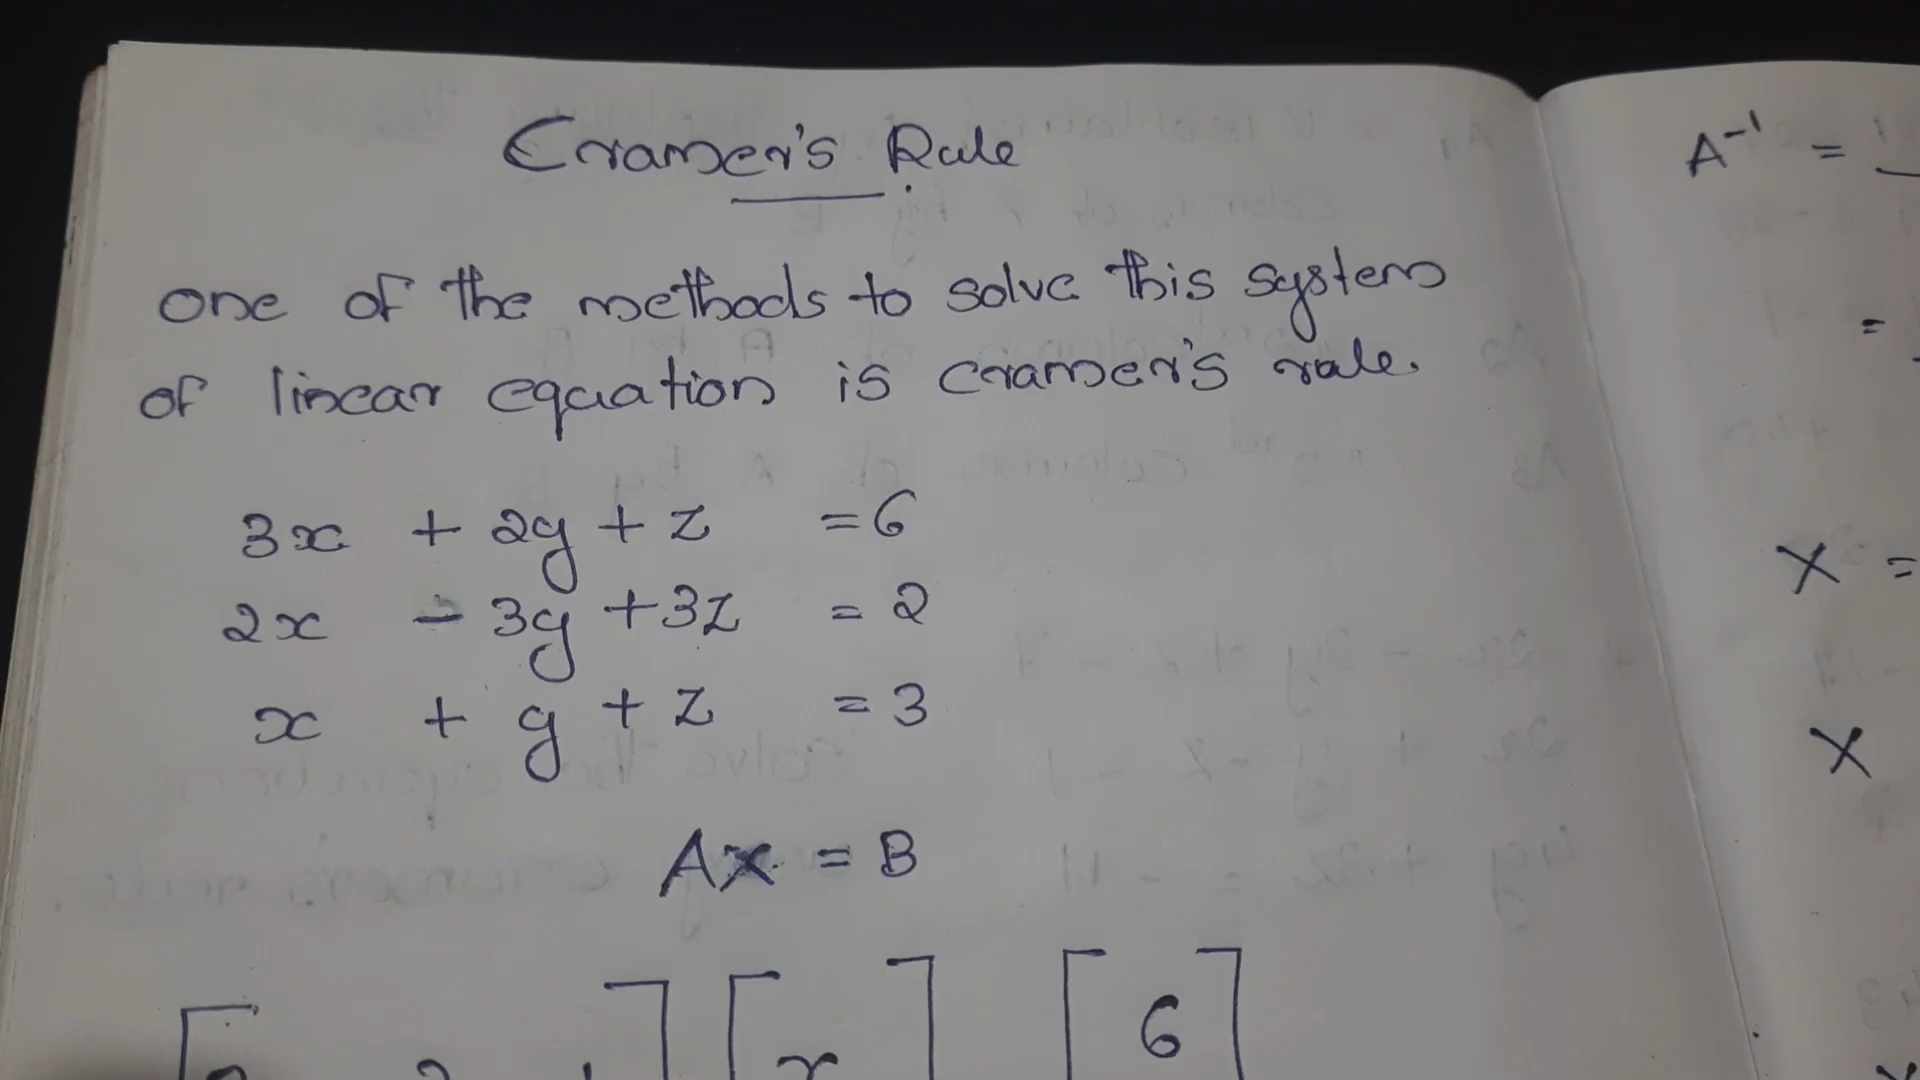 Cramer's Rule
One of the methods to solve this system
of linear equation is Cramer's rule.
3x + 2y + z = 6
2x - 3y + 3z = 2
x + y + z = 3
AX = B
6
x
A⁻¹ =
=
X =
X